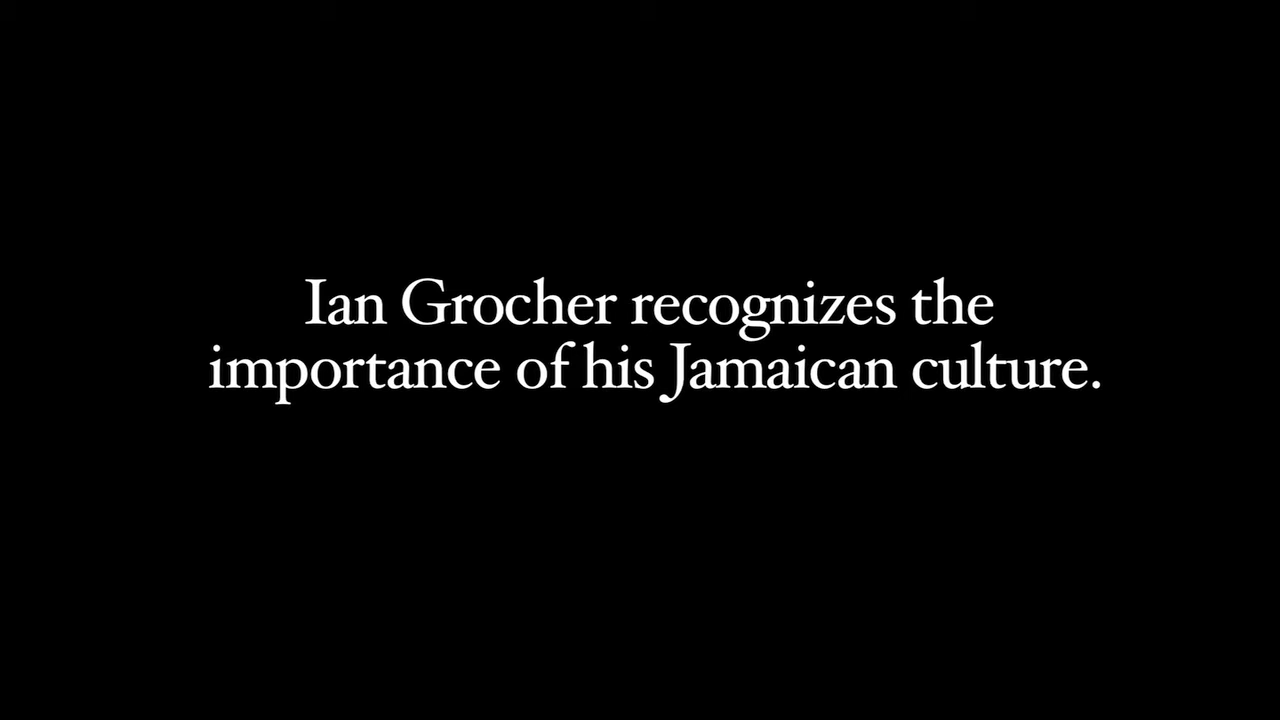 Ian Grocher recognizes the
importance of his Jamaican culture.